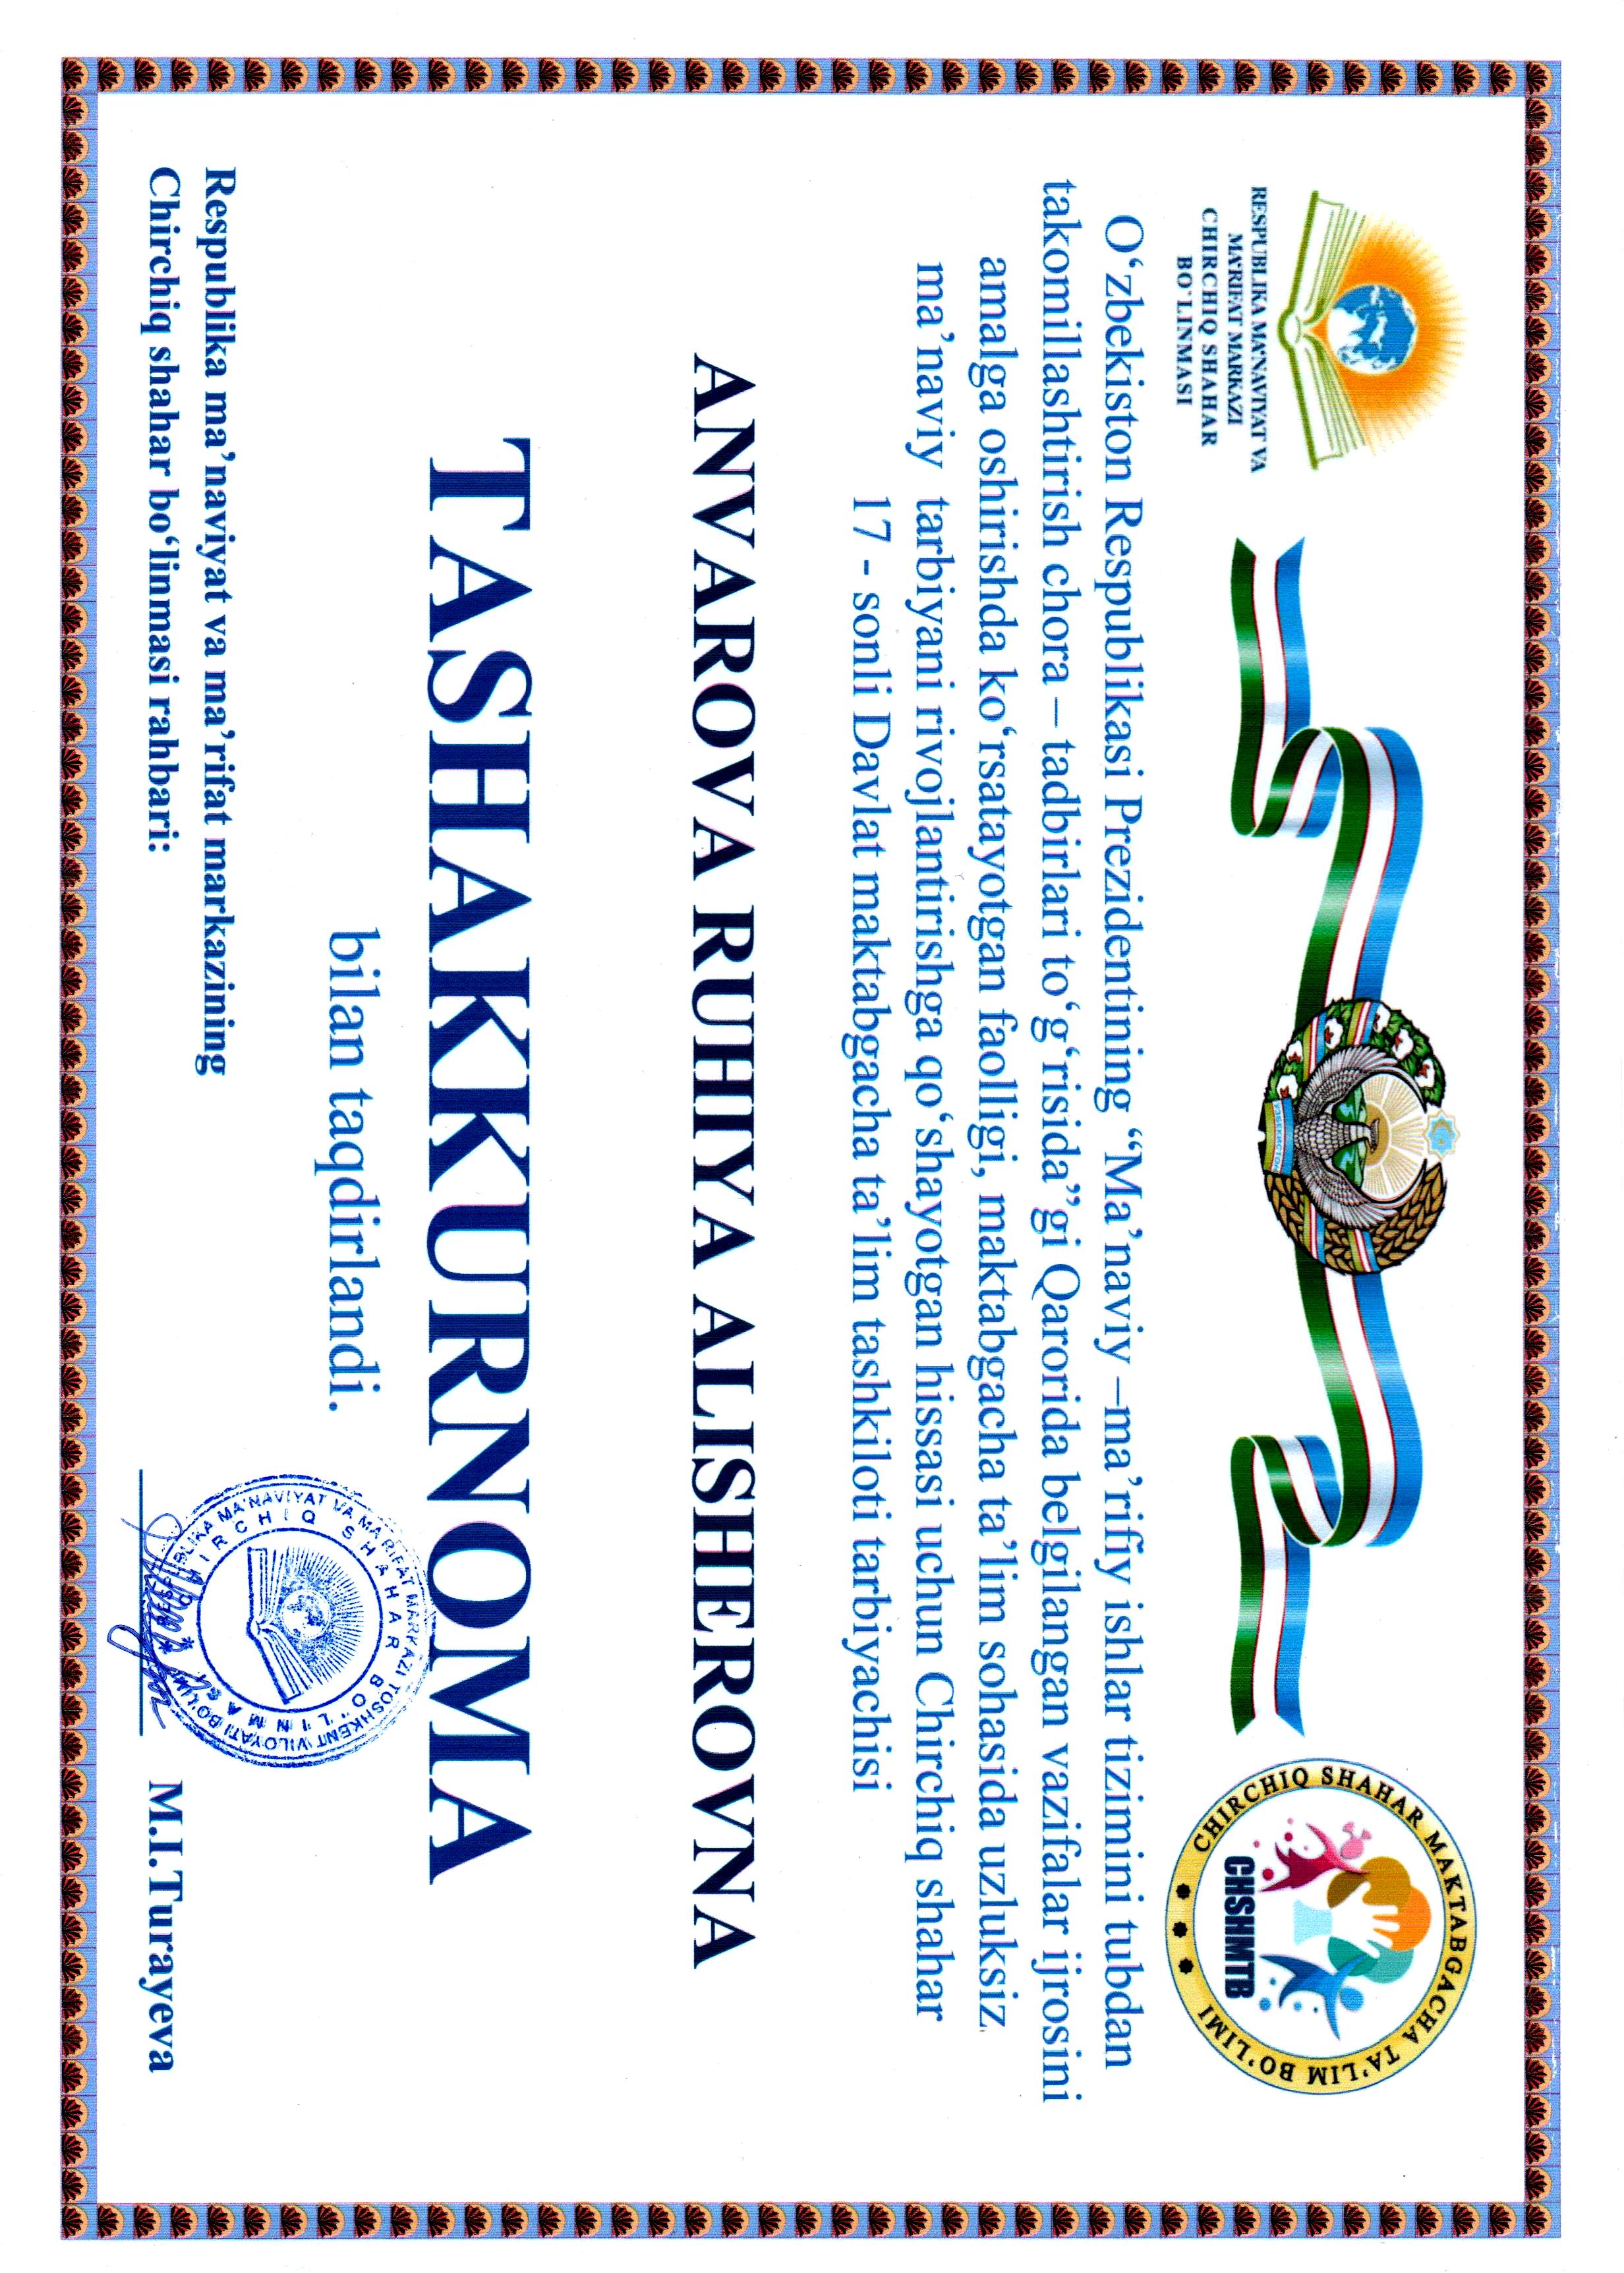 RESPUBLIKA MA'NAVIYAT VA
MA'RIFAT MARKAZI
CHIRCHIQ SHAHAR
BO`LINMASI
ЎЗБЕКИСТОН
CHIRCHIQ SHAHAR MAKTABGACHA TA'LIM BO'LIMI
CHSHMTB
O‘zbekiston Respublikasi Prezidentining “Ma’naviy –ma’rifiy ishlar tizimini tubdan
takomillashtirish chora – tadbirlari to‘g‘risida”gi Qarorida belgilangan vazifalar ijrosini
amalga oshirishda ko‘rsatayotgan faolligi, maktabgacha ta’lim sohasida uzluksiz
ma’naviy tarbiyani rivojlantirishga qo‘shayotgan hissasi uchun Chirchiq shahar
17 - sonli Davlat maktabgacha ta’lim tashkiloti tarbiyachisi
ANVAROVA RUHIYA ALISHEROVNA
TASHAKKURNOMA
bilan taqdirlandi.
Respublika ma’naviyat va ma’rifat markazining
Chirchiq shahar bo‘linmasi rahbari:
M.I.Turayeva
RESPUBLIKA MA'NAVIYAT VA MA'RIFAT MARKAZI TOSHKENT VILOYATI BO'LIMI
CHIRCHIQ SHAHAR BO'LINMASI